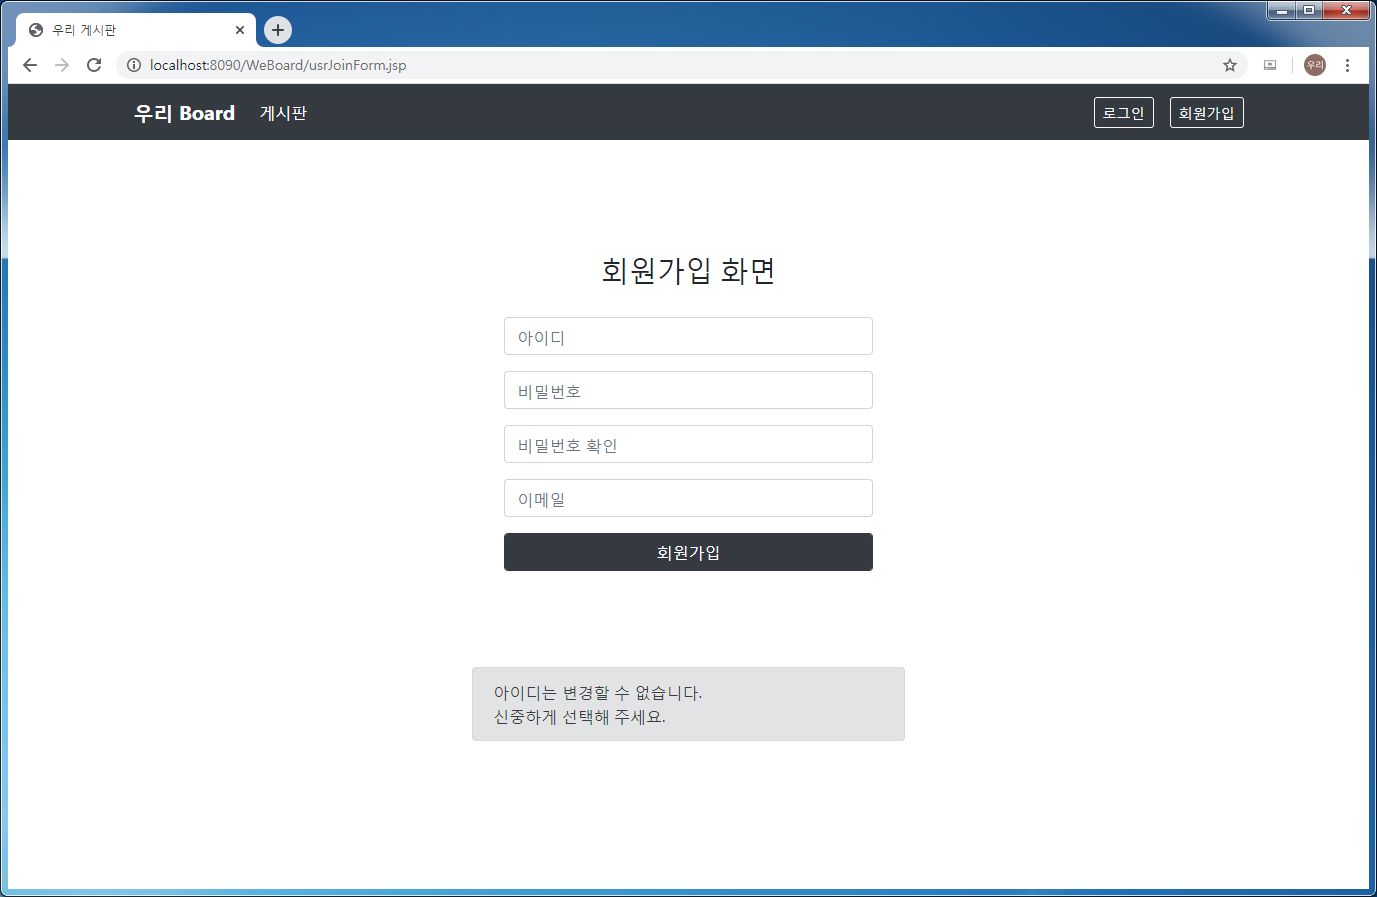 우리 게시판
localhost:8090/WeBoard/usrJoinForm.jsp
우리
우리 Board 게시판 로그인 회원가입
회원가입 화면
아이디
비밀번호
비밀번호 확인
이메일
회원가입
아이디는 변경할 수 없습니다.
신중하게 선택해 주세요.